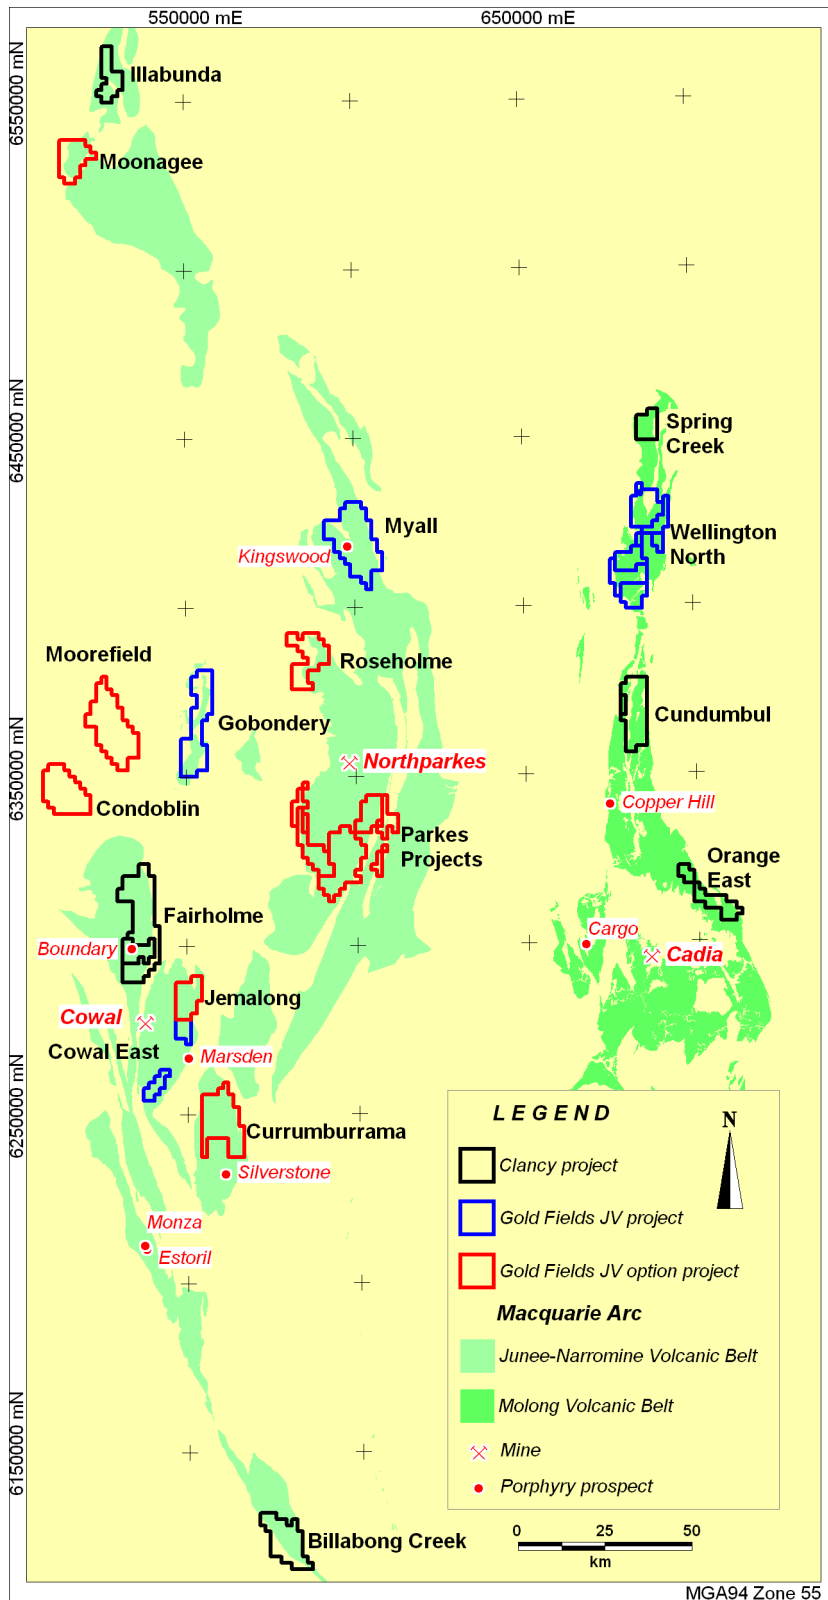 550000 mE
650000 mE
6550000 mN
6450000 mN
6350000 mN
6250000 mN
6150000 mN
Illabunda
Moonagee
Spring
Creek
Myall
Kingswood
Wellington
North
Moorefield
Roseholme
Gobondery
Cundumbul
Northparkes
Condoblin
Copper Hill
Parkes
Projects
Orange
East
Fairholme
Boundary
Cargo
Cadia
Jemalong
Cowal
Cowal East
Marsden
Currumburrama
Silverstone
Monza
Estoril
Billabong Creek
LEGEND
N
Clancy project
Gold Fields JV project
Gold Fields JV option project
Macquarie Arc
Junee-Narromine Volcanic Belt
Molong Volcanic Belt
Mine
Porphyry prospect
0 25 50
km
MGA94 Zone 55